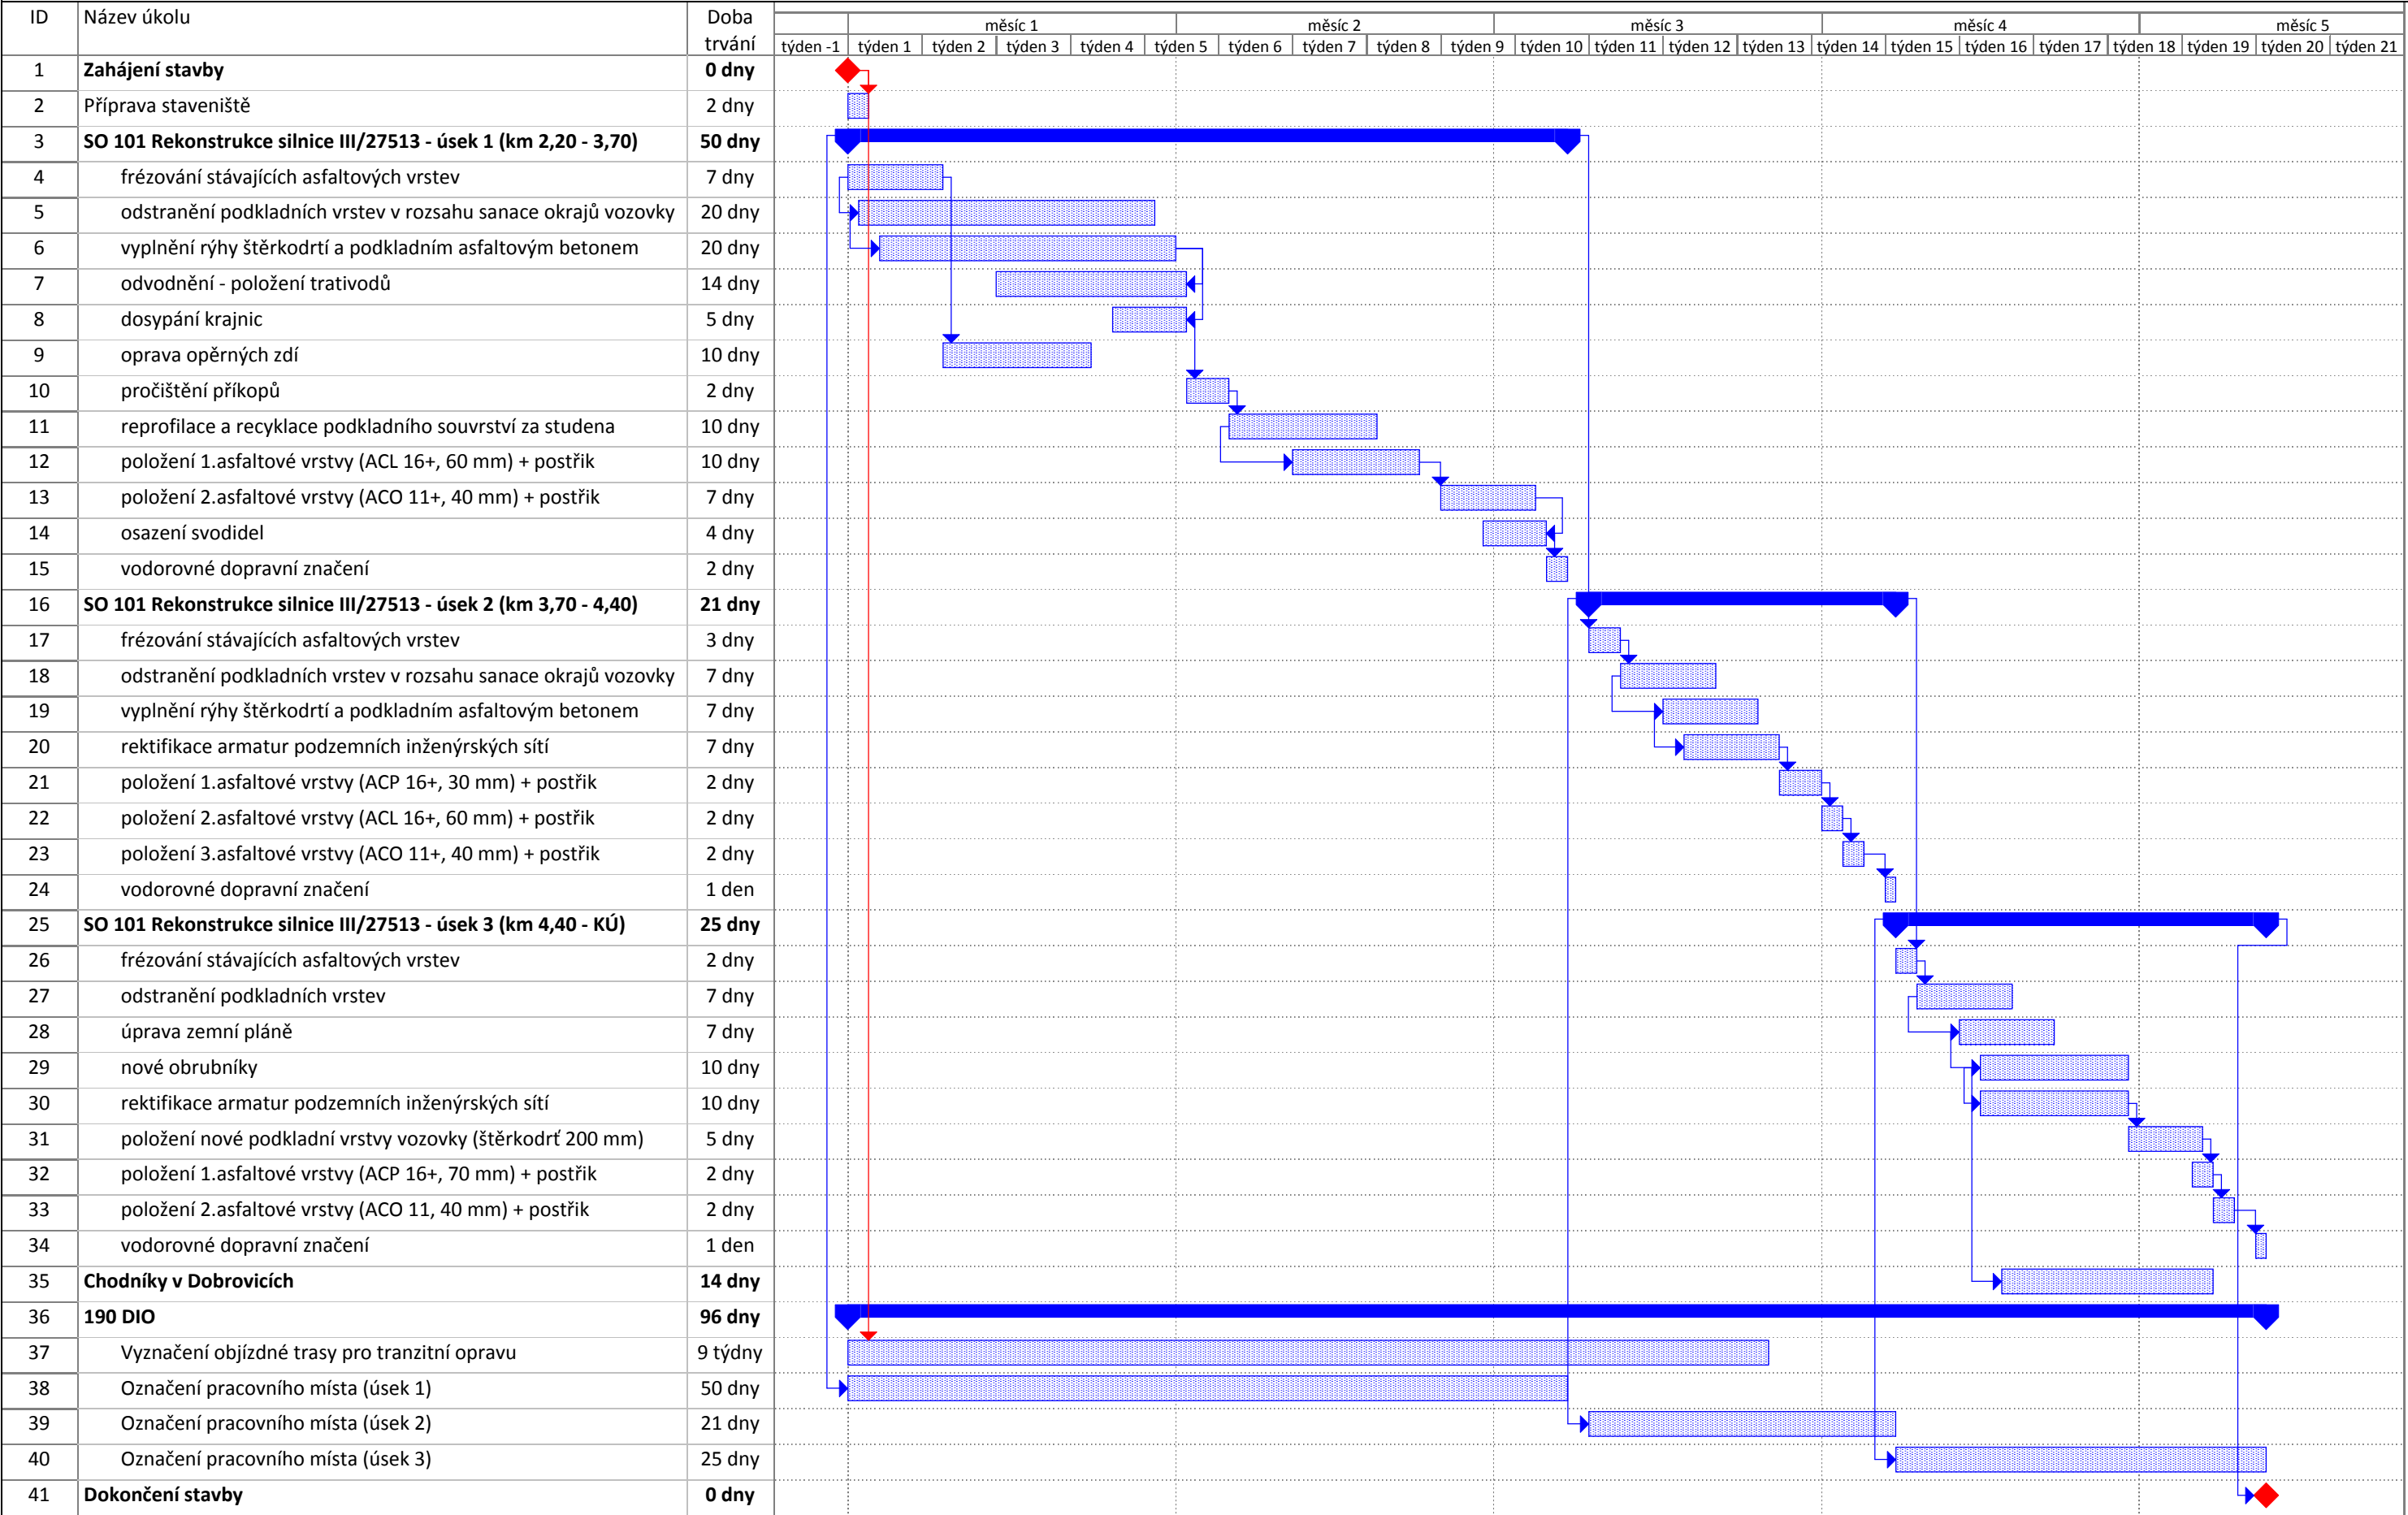 ID Název úkolu Doba trvání
měsíc 1 měsíc 2 měsíc 3 měsíc 4 měsíc 5
týden -1 týden 1 týden 2 týden 3 týden 4 týden 5 týden 6 týden 7 týden 8 týden 9 týden 10 týden 11 týden 12 týden 13 týden 14 týden 15 týden 16 týden 17 týden 18 týden 19 týden 20 týden 21
1 Zahájení stavby 0 dny
2 Příprava staveniště 2 dny
3 SO 101 Rekonstrukce silnice III/27513 - úsek 1 (km 2,20 - 3,70) 50 dny
4 frézování stávajících asfaltových vrstev 7 dny
5 odstranění podkladních vrstev v rozsahu sanace okrajů vozovky 20 dny
6 vyplnění rýhy štěrkodrtí a podkladním asfaltovým betonem 20 dny
7 odvodnění - položení trativodů 14 dny
8 dosypání krajnic 5 dny
9 oprava opěrných zdí 10 dny
10 pročištění příkopů 2 dny
11 reprofilace a recyklace podkladního souvrství za studena 10 dny
12 položení 1.asfaltové vrstvy (ACL 16+, 60 mm) + postřik 10 dny
13 položení 2.asfaltové vrstvy (ACO 11+, 40 mm) + postřik 7 dny
14 osazení svodidel 4 dny
15 vodorovné dopravní značení 2 dny
16 SO 101 Rekonstrukce silnice III/27513 - úsek 2 (km 3,70 - 4,40) 21 dny
17 frézování stávajících asfaltových vrstev 3 dny
18 odstranění podkladních vrstev v rozsahu sanace okrajů vozovky 7 dny
19 vyplnění rýhy štěrkodrtí a podkladním asfaltovým betonem 7 dny
20 rektifikace armatur podzemních inženýrských sítí 7 dny
21 položení 1.asfaltové vrstvy (ACP 16+, 30 mm) + postřik 2 dny
22 položení 2.asfaltové vrstvy (ACL 16+, 60 mm) + postřik 2 dny
23 položení 3.asfaltové vrstvy (ACO 11+, 40 mm) + postřik 2 dny
24 vodorovné dopravní značení 1 den
25 SO 101 Rekonstrukce silnice III/27513 - úsek 3 (km 4,40 - KÚ) 25 dny
26 frézování stávajících asfaltových vrstev 2 dny
27 odstranění podkladních vrstev 7 dny
28 úprava zemní pláně 7 dny
29 nové obrubníky 10 dny
30 rektifikace armatur podzemních inženýrských sítí 10 dny
31 položení nové podkladní vrstvy vozovky (štěrkodrť 200 mm) 5 dny
32 položení 1.asfaltové vrstvy (ACP 16+, 70 mm) + postřik 2 dny
33 položení 2.asfaltové vrstvy (ACO 11, 40 mm) + postřik 2 dny
34 vodorovné dopravní značení 1 den
35 Chodníky v Dobrovicích 14 dny
36 190 DIO 96 dny
37 Vyznačení objízdné trasy pro tranzitní opravu 9 týdny
38 Označení pracovního místa (úsek 1) 50 dny
39 Označení pracovního místa (úsek 2) 21 dny
40 Označení pracovního místa (úsek 3) 25 dny
41 Dokončení stavby 0 dny